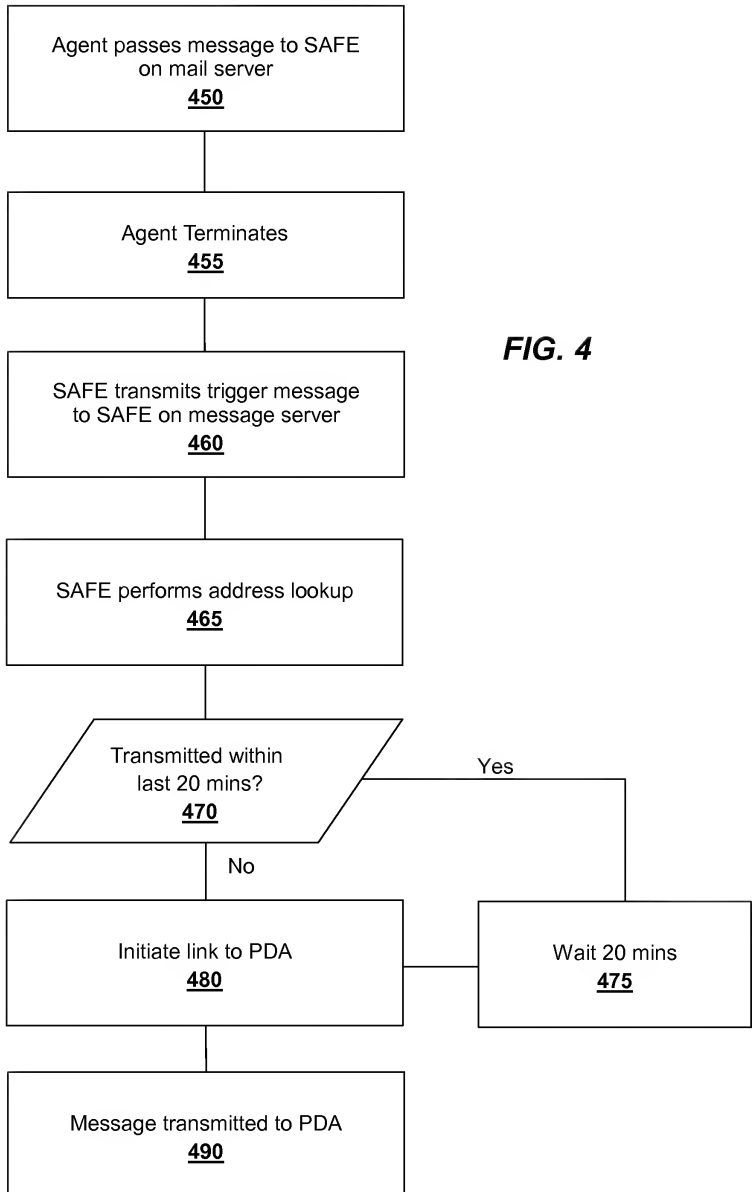 Agent passes message to SAFE
on mail server
450
Agent Terminates
455
FIG. 4
SAFE transmits trigger message
to SAFE on message server
460
SAFE performs address lookup
465
Transmitted within
last 20 mins?
470
Yes
No
Initiate link to PDA
480
Wait 20 mins
475
Message transmitted to PDA
490